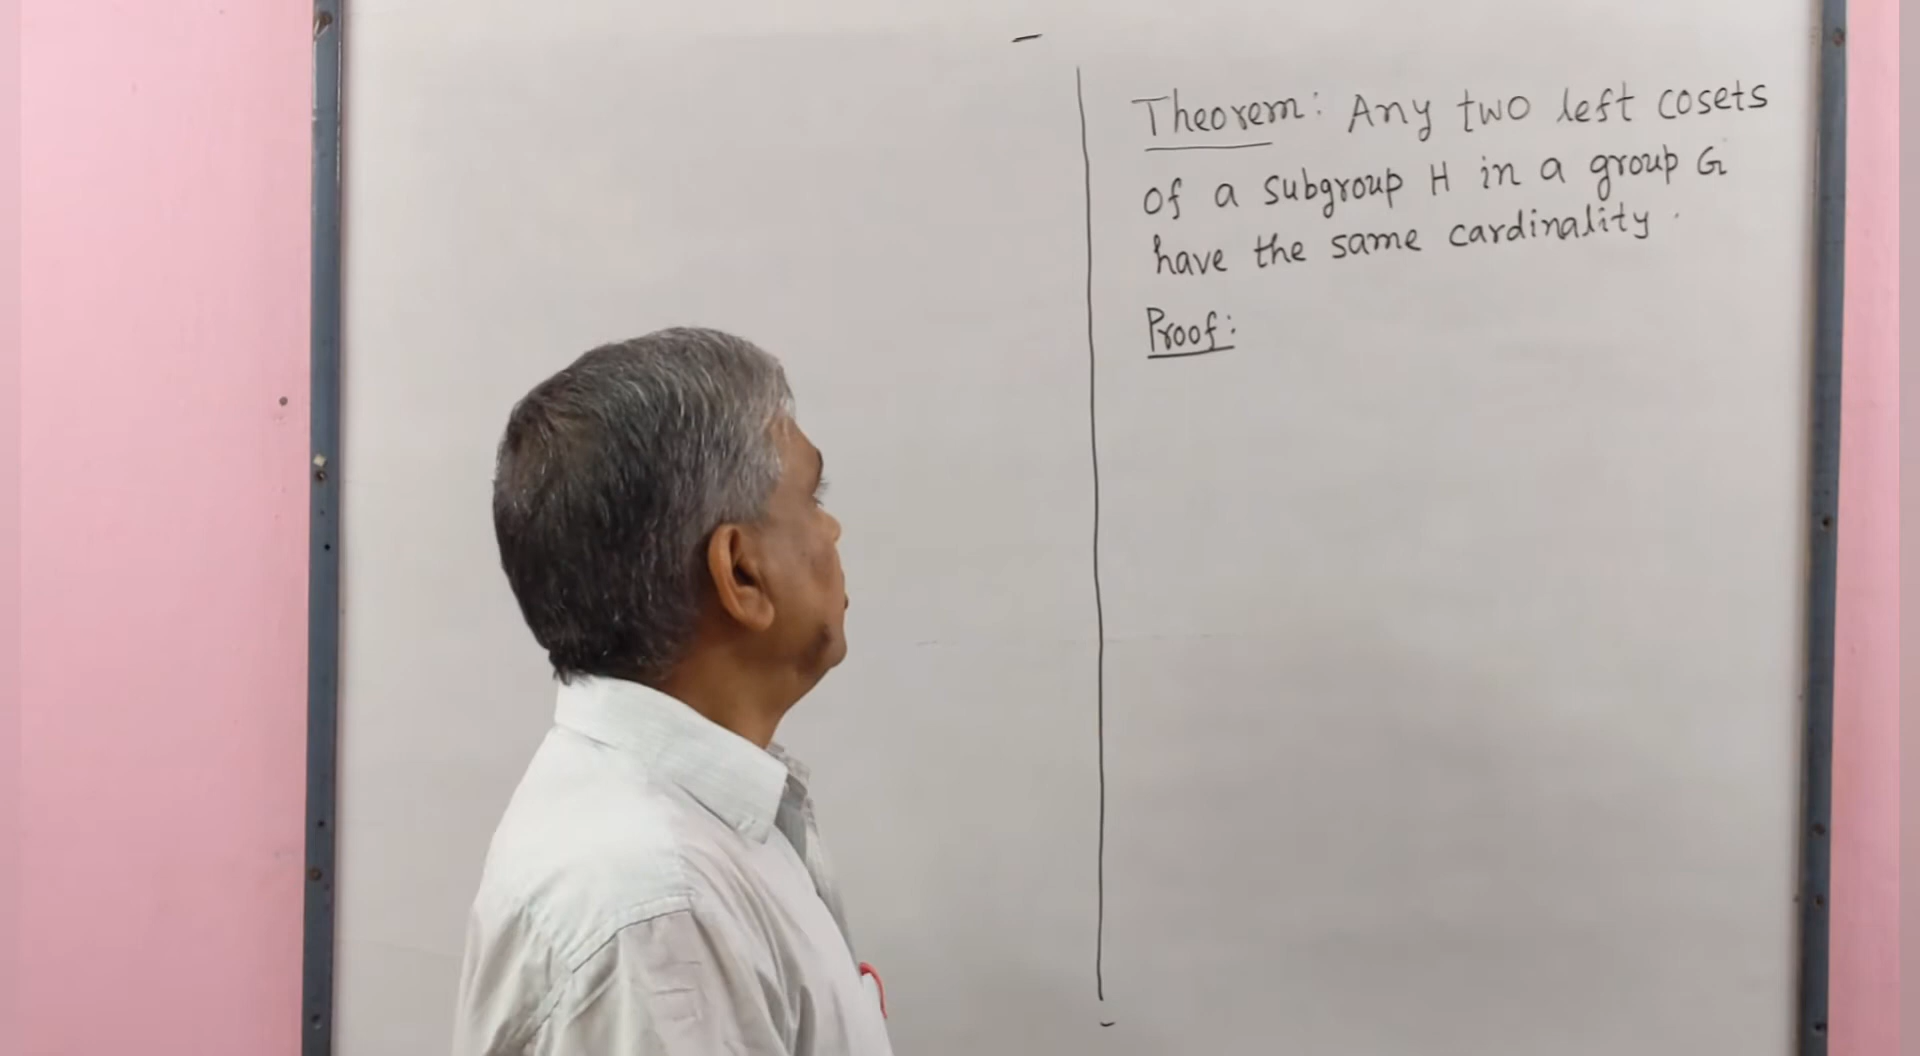 Theorem: Any two left cosets
of a subgroup H in a group G
have the same cardinality.
Proof: